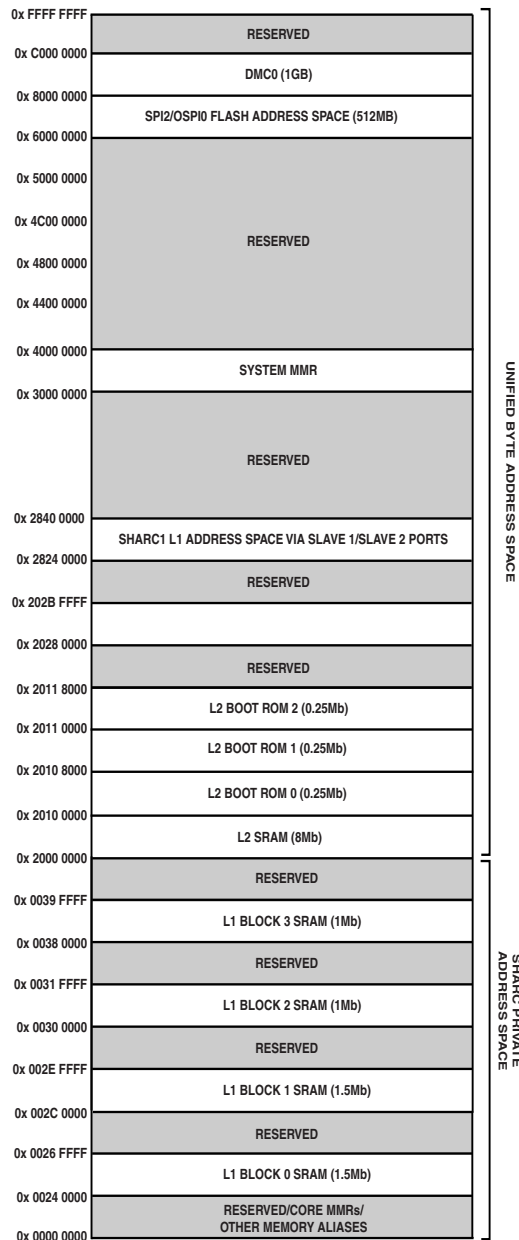 0x FFFF FFFF
RESERVED
0x C000 0000
DMC0 (1GB)
0x 8000 0000
SPI2/OSPI0 FLASH ADDRESS SPACE (512MB)
0x 6000 0000
0x 5000 0000
0x 4C00 0000
RESERVED
0x 4800 0000
0x 4400 0000
0x 4000 0000
SYSTEM MMR
0x 3000 0000
RESERVED
0x 2840 0000
SHARC1 L1 ADDRESS SPACE VIA SLAVE 1/SLAVE 2 PORTS
0x 2824 0000
RESERVED
0x 202B FFFF
0x 2028 0000
RESERVED
0x 2011 8000
L2 BOOT ROM 2 (0.25Mb)
0x 2011 0000
L2 BOOT ROM 1 (0.25Mb)
0x 2010 8000
L2 BOOT ROM 0 (0.25Mb)
0x 2010 0000
L2 SRAM (8Mb)
0x 2000 0000
RESERVED
0x 0039 FFFF
L1 BLOCK 3 SRAM (1Mb)
0x 0038 0000
RESERVED
0x 0031 FFFF
L1 BLOCK 2 SRAM (1Mb)
0x 0030 0000
RESERVED
0x 002E FFFF
L1 BLOCK 1 SRAM (1.5Mb)
0x 002C 0000
RESERVED
0x 0026 FFFF
L1 BLOCK 0 SRAM (1.5Mb)
0x 0024 0000
RESERVED/CORE MMRs/
OTHER MEMORY ALIASES
0x 0000 0000
UNIFIED BYTE ADDRESS SPACE
SHARC PRIVATE
ADDRESS SPACE